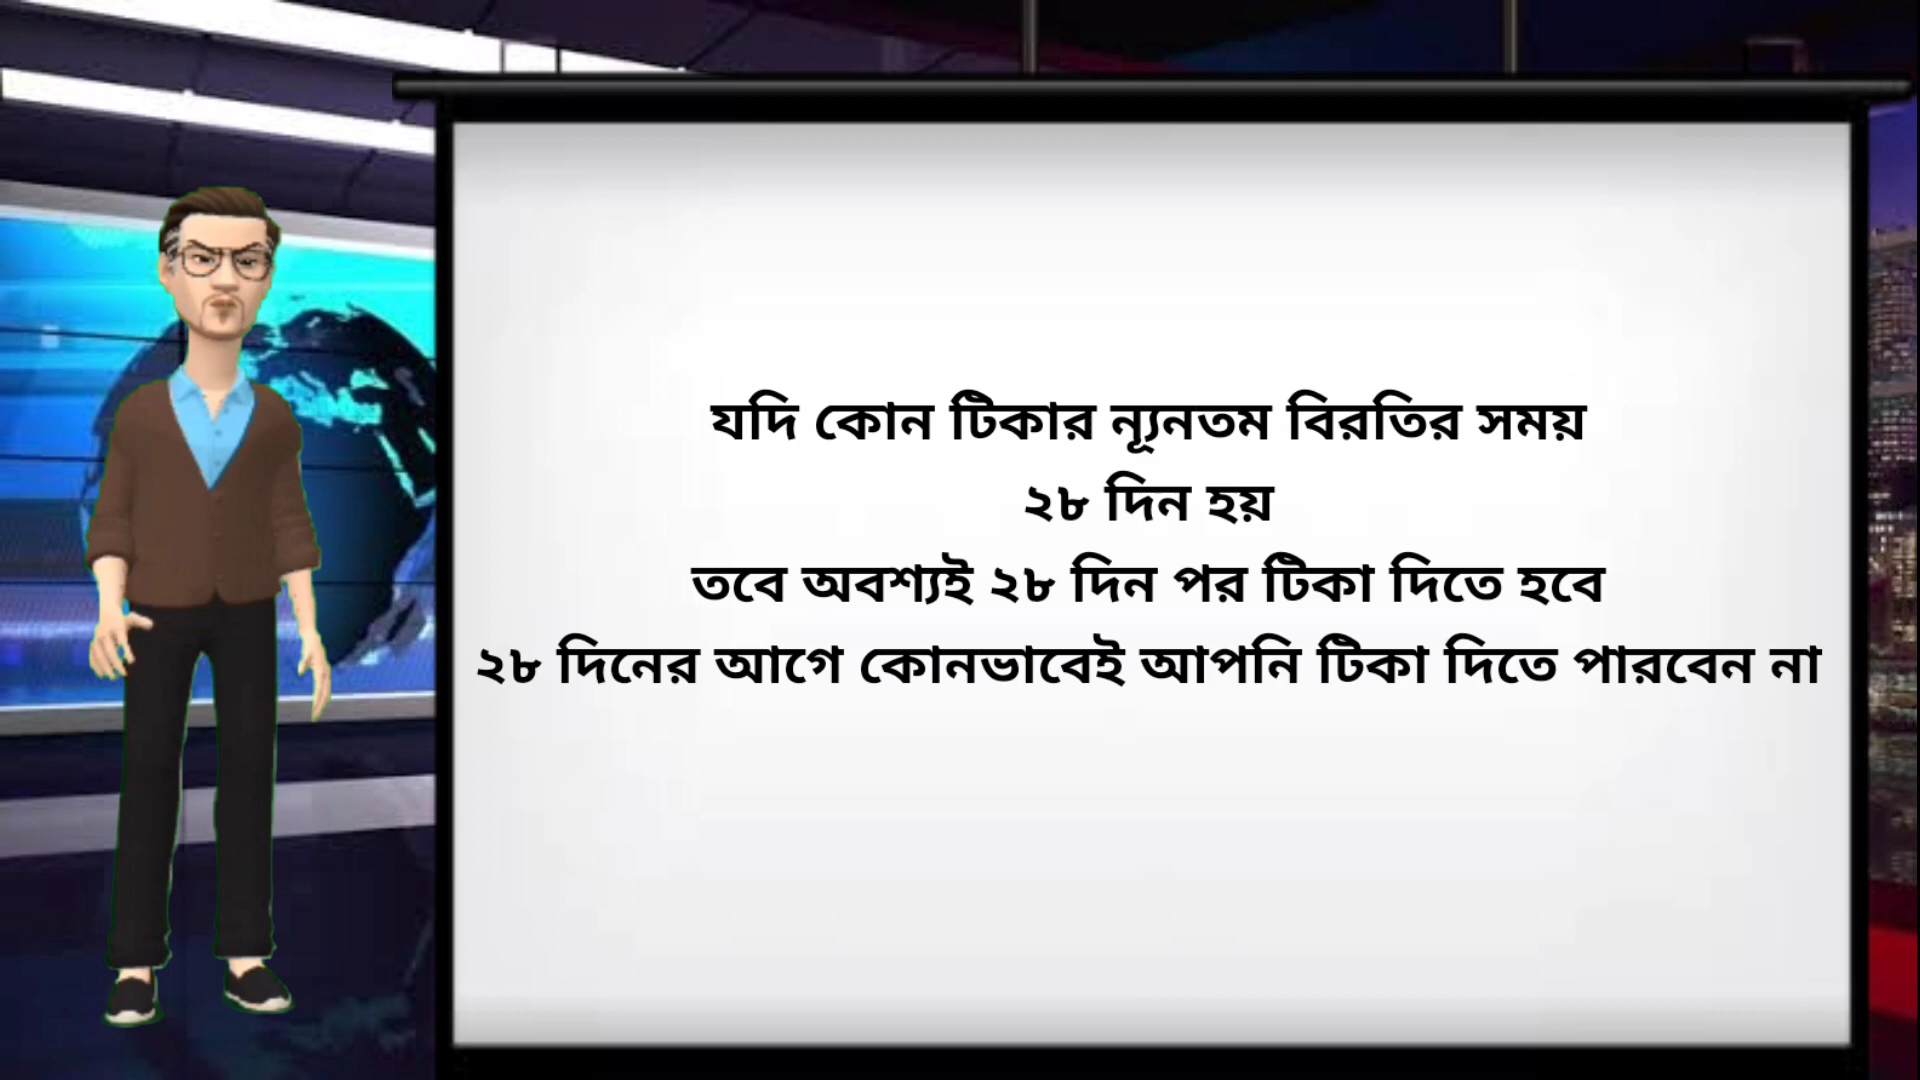 যদি কোন টিকার ন্যূনতম বিরতির সময়
২৮ দিন হয়
তবে অবশ্যই ২৮ দিন পর টিকা দিতে হবে
২৮ দিনের আগে কোনভাবেই আপনি টিকা দিতে পারবেন না